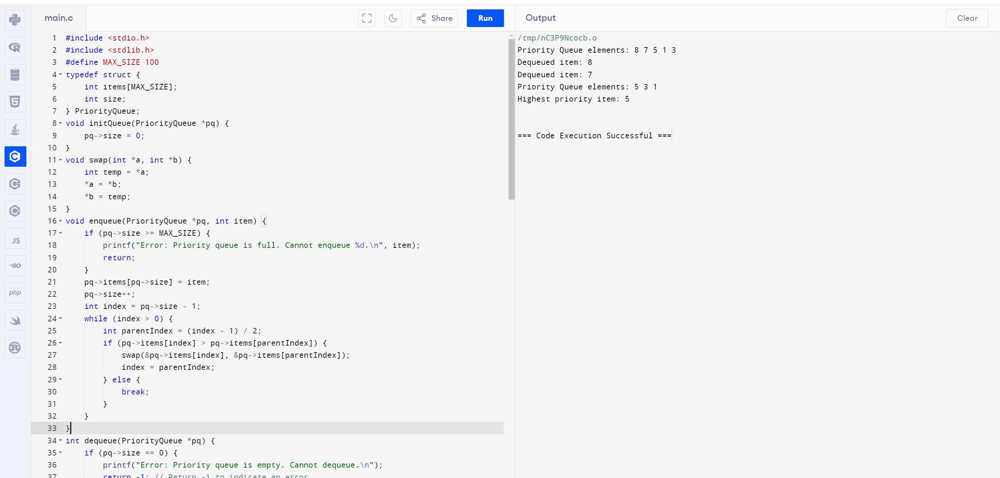 main.c
Share
Run
Output
Clear
1 #include <stdio.h>
2 #include <stdlib.h>
3 #define MAX_SIZE 100
4 typedef struct {
5     int items[MAX_SIZE];
6     int size;
7 } PriorityQueue;
8 void initQueue(PriorityQueue *pq) {
9     pq->size = 0;
10 }
11 void swap(int *a, int *b) {
12     int temp = *a;
13     *a = *b;
14     *b = temp;
15 }
16 void enqueue(PriorityQueue *pq, int item) {
17     if (pq->size >= MAX_SIZE) {
18         printf("Error: Priority queue is full. Cannot enqueue %d.\n", item);
19         return;
20     }
21     pq->items[pq->size] = item;
22     pq->size++;
23     int index = pq->size - 1;
24     while (index > 0) {
25         int parentIndex = (index - 1) / 2;
26         if (pq->items[index] > pq->items[parentIndex]) {
27             swap(&pq->items[index], &pq->items[parentIndex]);
28             index = parentIndex;
29         } else {
30             break;
31         }
32     }
33 }
34 int dequeue(PriorityQueue *pq) {
35     if (pq->size == 0) {
36         printf("Error: Priority queue is empty. Cannot dequeue.\n");
37         return -1; // Return -1 to indicate an error
/tmp/nC3P9Ncocb.o
Priority Queue elements: 8 7 5 1 3
Dequeued item: 8
Dequeued item: 7
Priority Queue elements: 5 3 1
Highest priority item: 5
=== Code Execution Successful ===
R
5
C
C
C
JS
GO
php
R